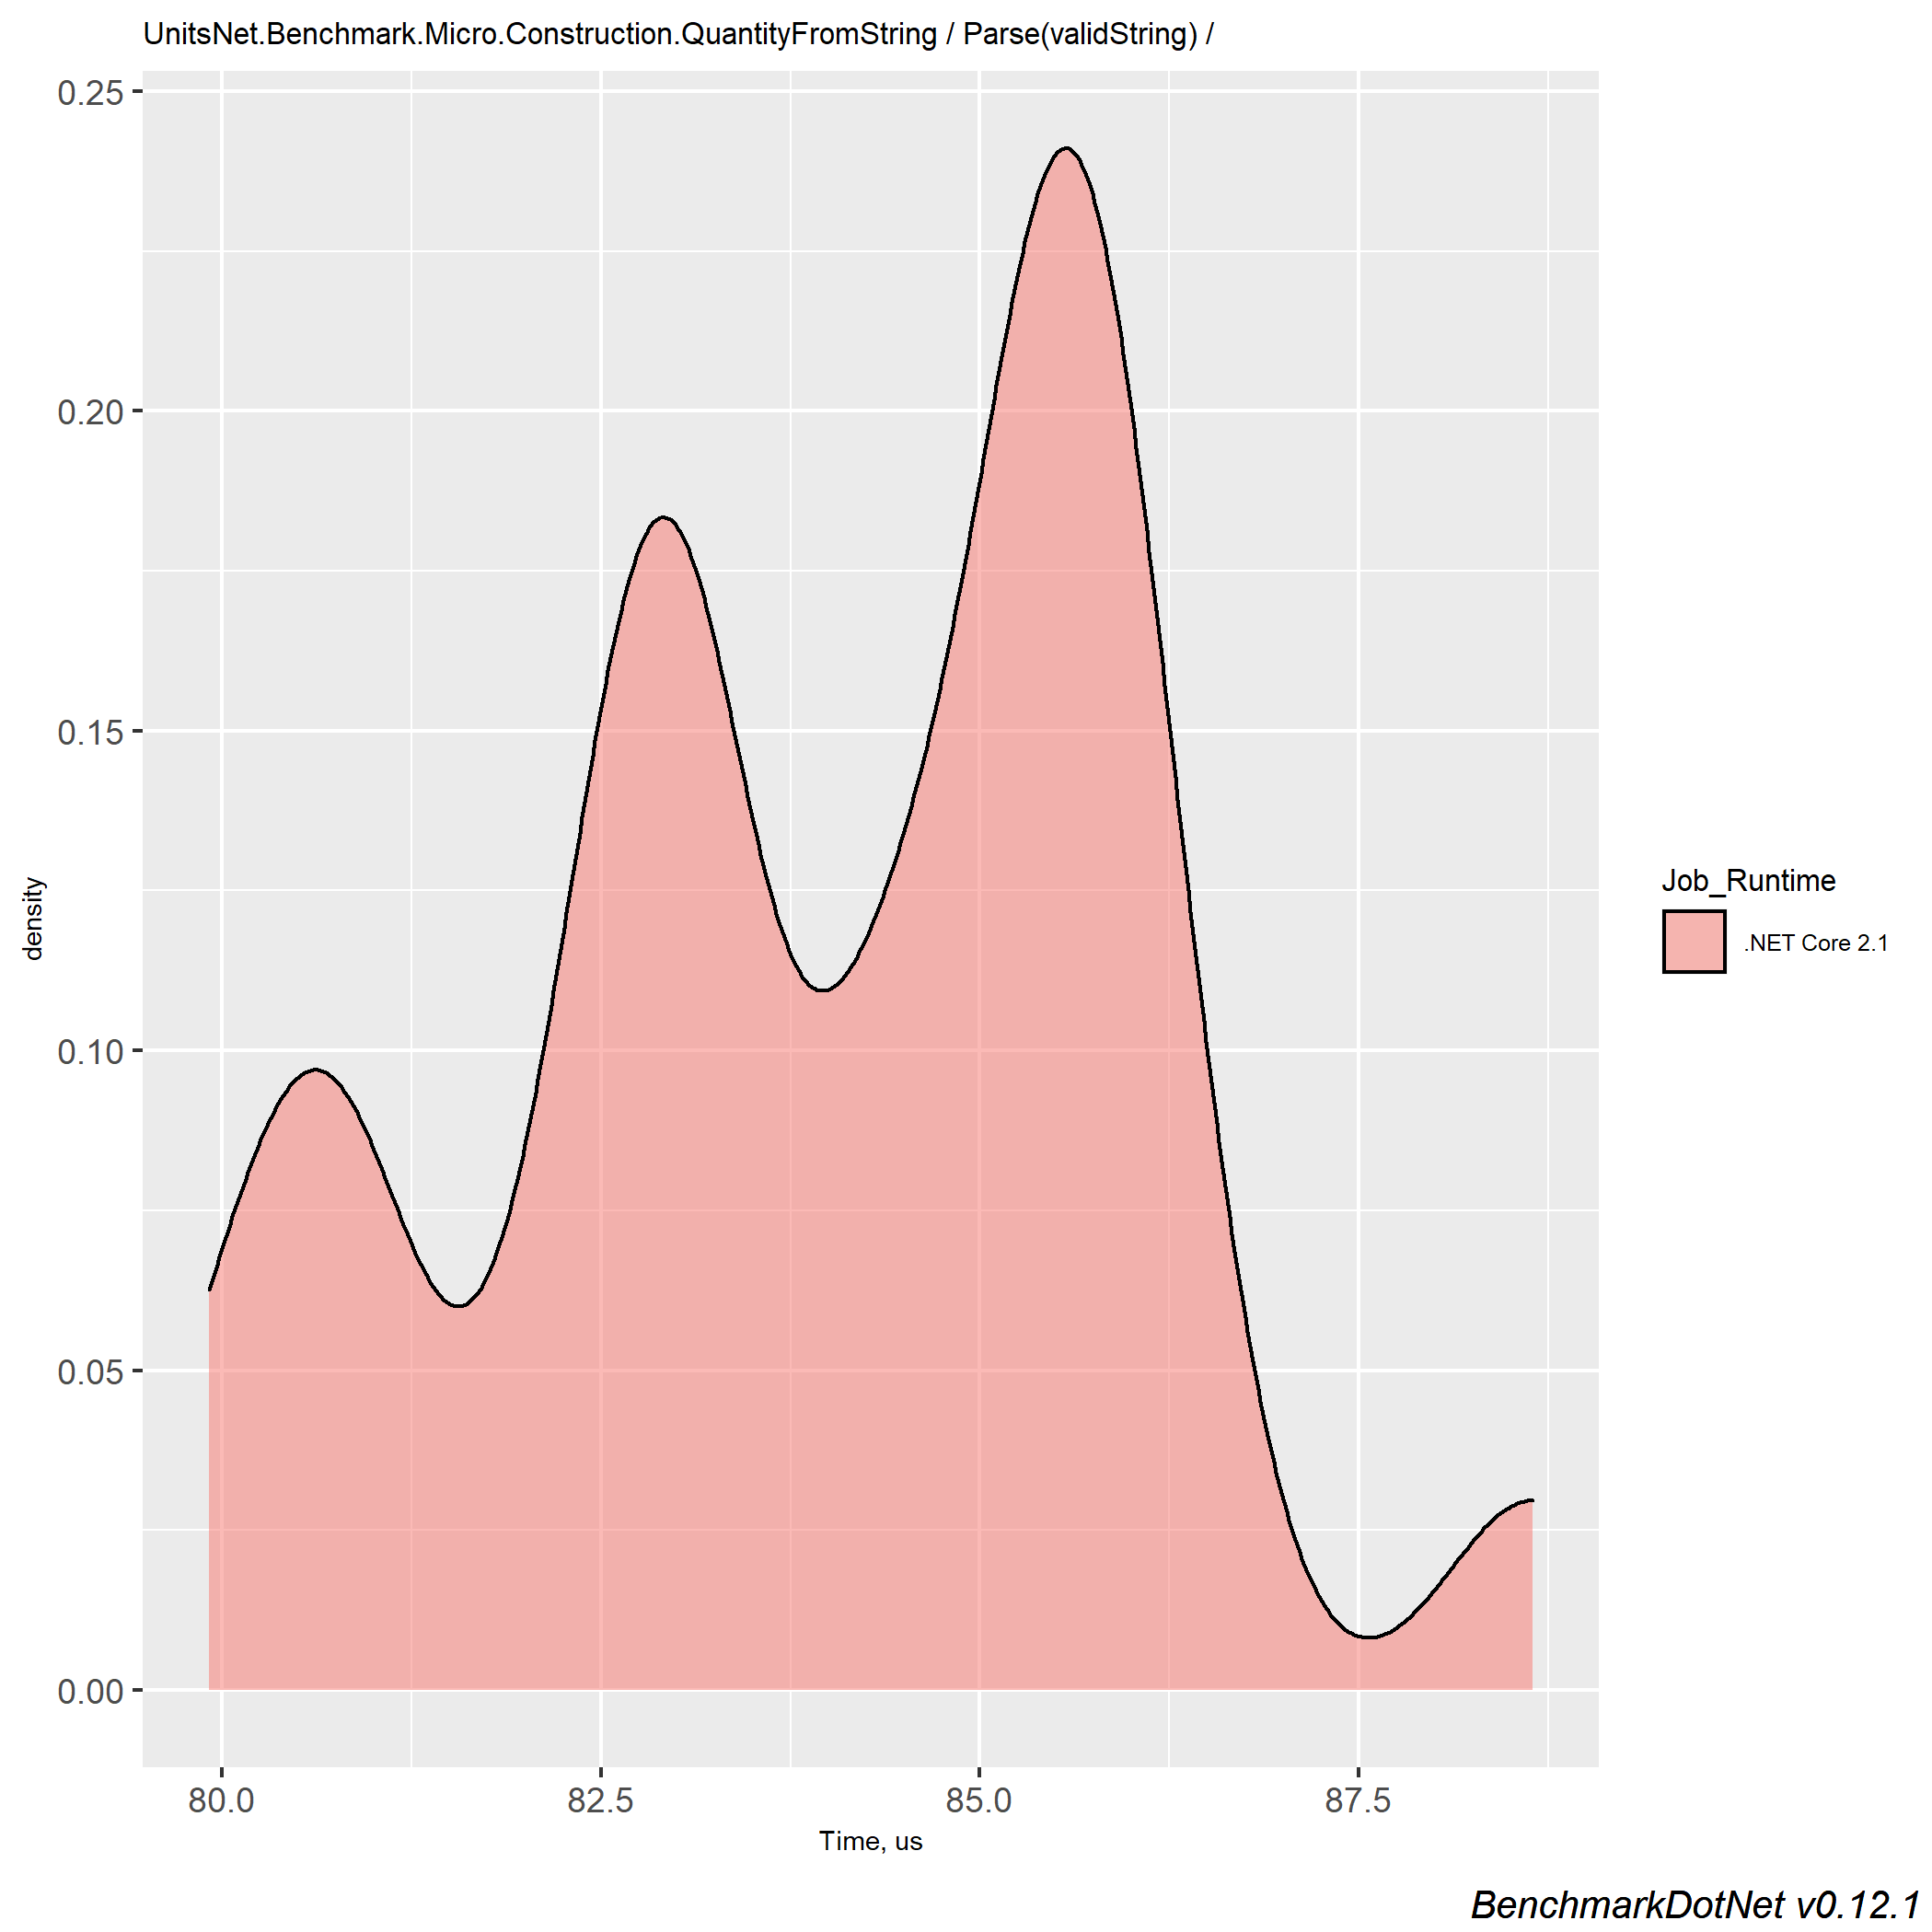 UnitsNet.Benchmark.Micro.Construction.QuantityFromString / Parse(validString) /
0.25
0.20
0.15
0.10
0.05
0.00
density
80.0 82.5 85.0 87.5
Time, us
Job_Runtime
.NET Core 2.1
BenchmarkDotNet v0.12.1